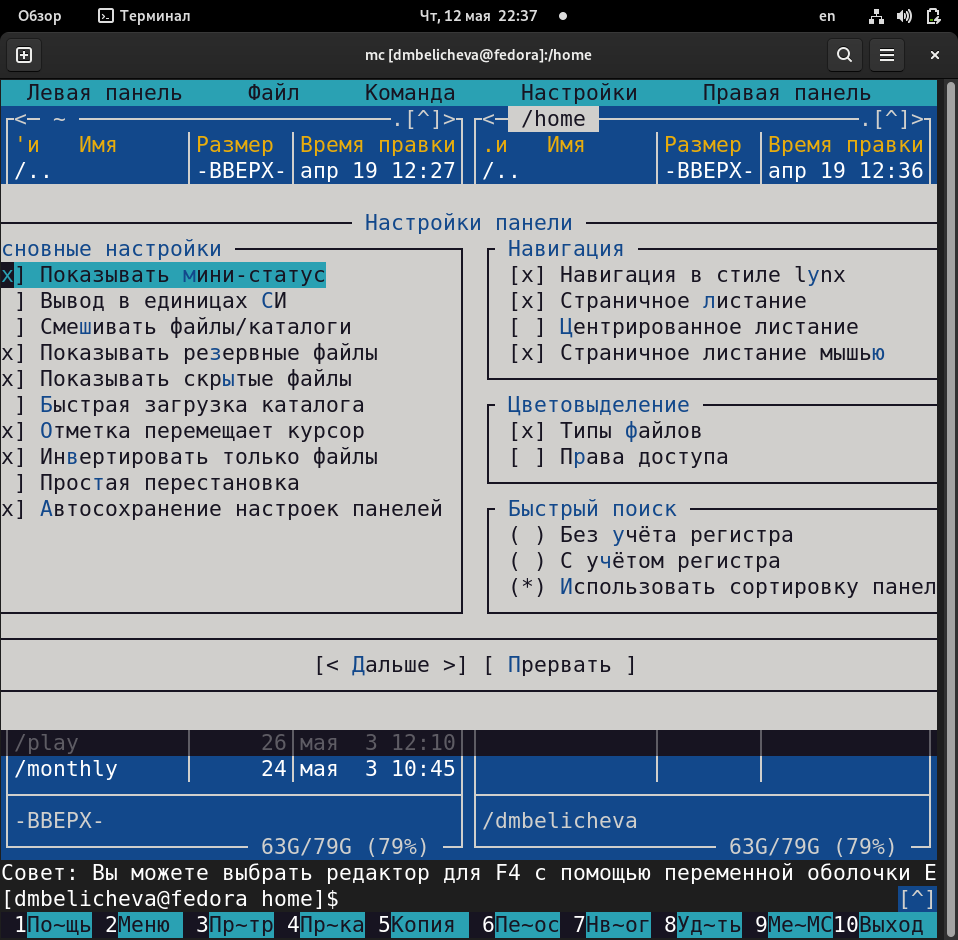 Обзор Терминал Чт, 12 мая 22:37 en
mc [dmbelicheva@fedora]:/home
Левая панель Файл Команда Настройки Правая панель
<─ ~ ─ .[^]> <─ /home ─ .[^]>
'и Имя Размер Время правки .и Имя Размер Время правки
/.. -ВВЕРХ- апр 19 12:27 /.. -ВВЕРХ- апр 19 12:36
Настройки панели
сновные настройки Навигация
x] Показывать мини-статус [x] Навигация в стиле lynx
] Вывод в единицах СИ [x] Страничное листание
] Смешивать файлы/каталоги [ ] Центрированное листание
x] Показывать резервные файлы [x] Страничное листание мышью
x] Показывать скрытые файлы
] Быстрая загрузка каталога Цветовыделение
x] Отметка перемещает курсор [x] Типы файлов
x] Инвертировать только файлы [ ] Права доступа
] Простая перестановка
x] Автосохранение настроек панелей Быстрый поиск
( ) Без учёта регистра
( ) С учётом регистра
(*) Использовать сортировку панел
[< Дальше >] [ Прервать ]
/play 26 мая 3 12:10
/monthly 24 мая 3 10:45
-ВВЕРХ- /dmbelicheva
63G/79G (79%) 63G/79G (79%)
Совет: Вы можете выбрать редактор для F4 с помощью переменной оболочки E
[dmbelicheva@fedora home]$ [^]
1По~щь 2Меню 3Пр~тр 4Пр~ка 5Копия 6Пе~ос 7Нв~ог 8Уд~ть 9Ме~МС10Выход